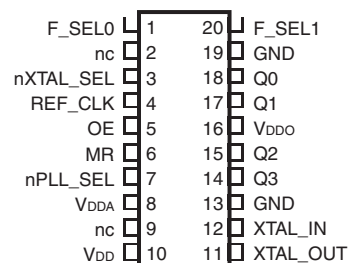 F_SEL0 1 20 F_SEL1
nc 2 19 GND
nXTAL_SEL 3 18 Q0
REF_CLK 4 17 Q1
OE 5 16 VDDO
MR 6 15 Q2
nPLL_SEL 7 14 Q3
VDDA 8 13 GND
nc 9 12 XTAL_IN
VDD 10 11 XTAL_OUT